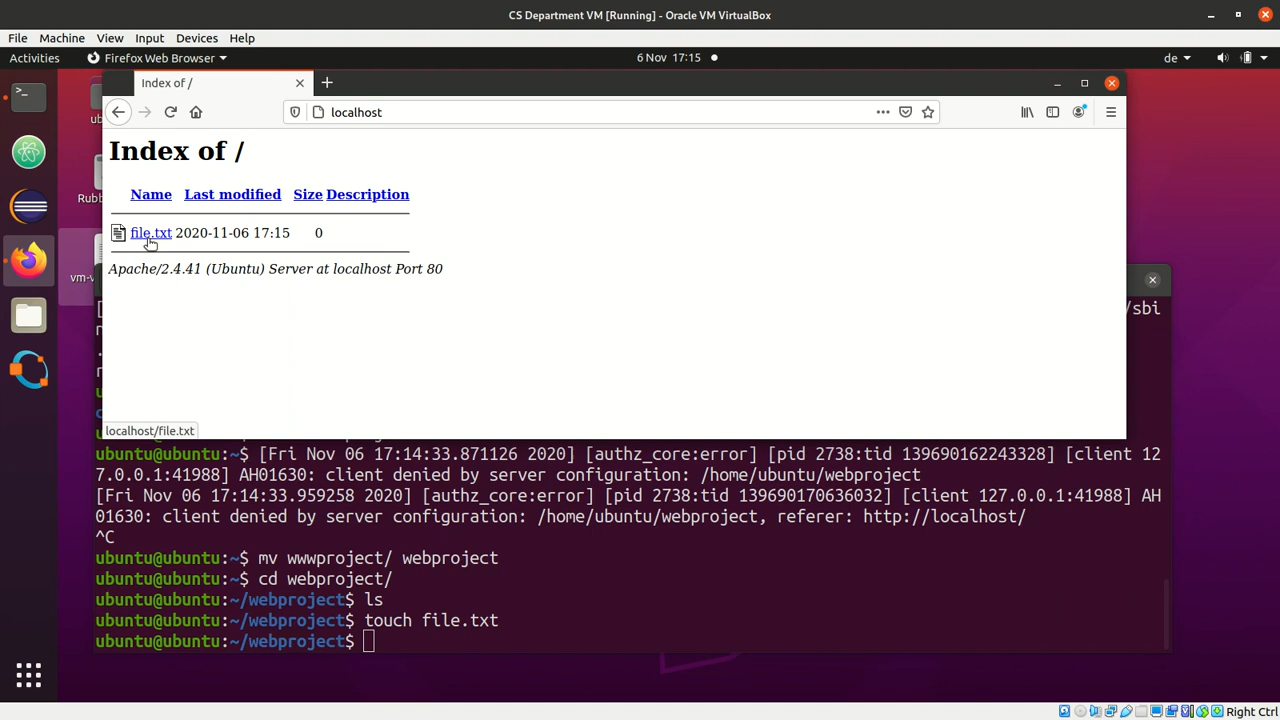 CS Department VM [Running] - Oracle VM VirtualBox
File Machine View Input Devices Help
Activities Firefox Web Browser 6 Nov 17:15 de
Index of /
localhost
Index of /
Name Last modified Size Description
file.txt 2020-11-06 17:15 0
Apache/2.4.41 (Ubuntu) Server at localhost Port 80
ub
Rubb
vm-v
/sbi
localhost/file.txt
ubuntu@ubuntu:~$ [Fri Nov 06 17:14:33.871126 2020] [authz_core:error] [pid 2738:tid 139690162243328] [client 12
7.0.0.1:41988] AH01630: client denied by server configuration: /home/ubuntu/webproject
[Fri Nov 06 17:14:33.959258 2020] [authz_core:error] [pid 2738:tid 139690170636032] [client 127.0.0.1:41988] AH
01630: client denied by server configuration: /home/ubuntu/webproject, referer: http://localhost/
^C
ubuntu@ubuntu:~$ mv wwwproject/ webproject
ubuntu@ubuntu:~$ cd webproject/
ubuntu@ubuntu:~/webproject$ ls
ubuntu@ubuntu:~/webproject$ touch file.txt
ubuntu@ubuntu:~/webproject$
Right Ctrl